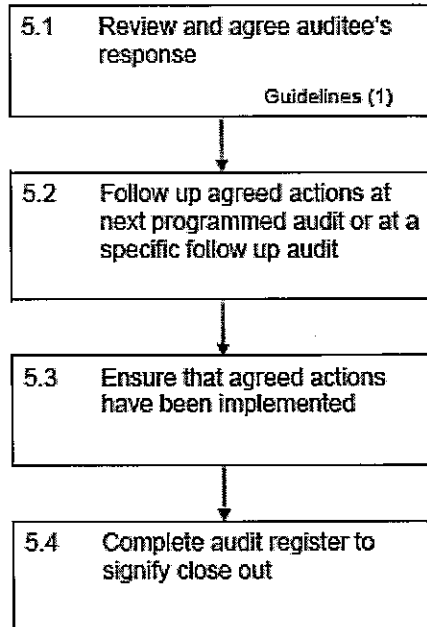 5.1 Review and agree auditee's
response
Guidelines (1)
5.2 Follow up agreed actions at
next programmed audit or at a
specific follow up audit
5.3 Ensure that agreed actions
have been implemented
5.4 Complete audit register to
signify close out